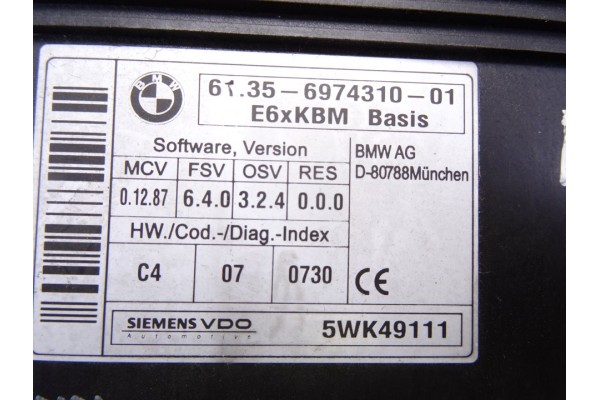 BMW
61.35-6974310-01
E6xKBM Basis
Software, Version
MCV FSV OSV RES
0.12.87 6.4.0 3.2.4 0.0.0
HW./Cod.-/Diag.-Index
C4 07 0730
BMW AG
D-80788München
CE
SIEMENS VDO
Automotive
5WK49111